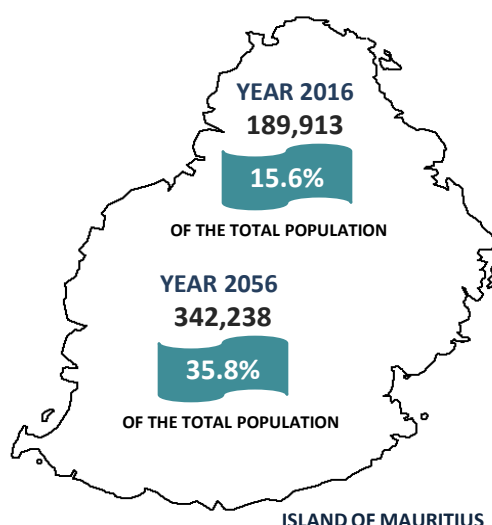 YEAR 2016
189,913
15.6%
OF THE TOTAL POPULATION
YEAR 2056
342,238
35.8%
OF THE TOTAL POPULATION
ISLAND OF MAURITIUS